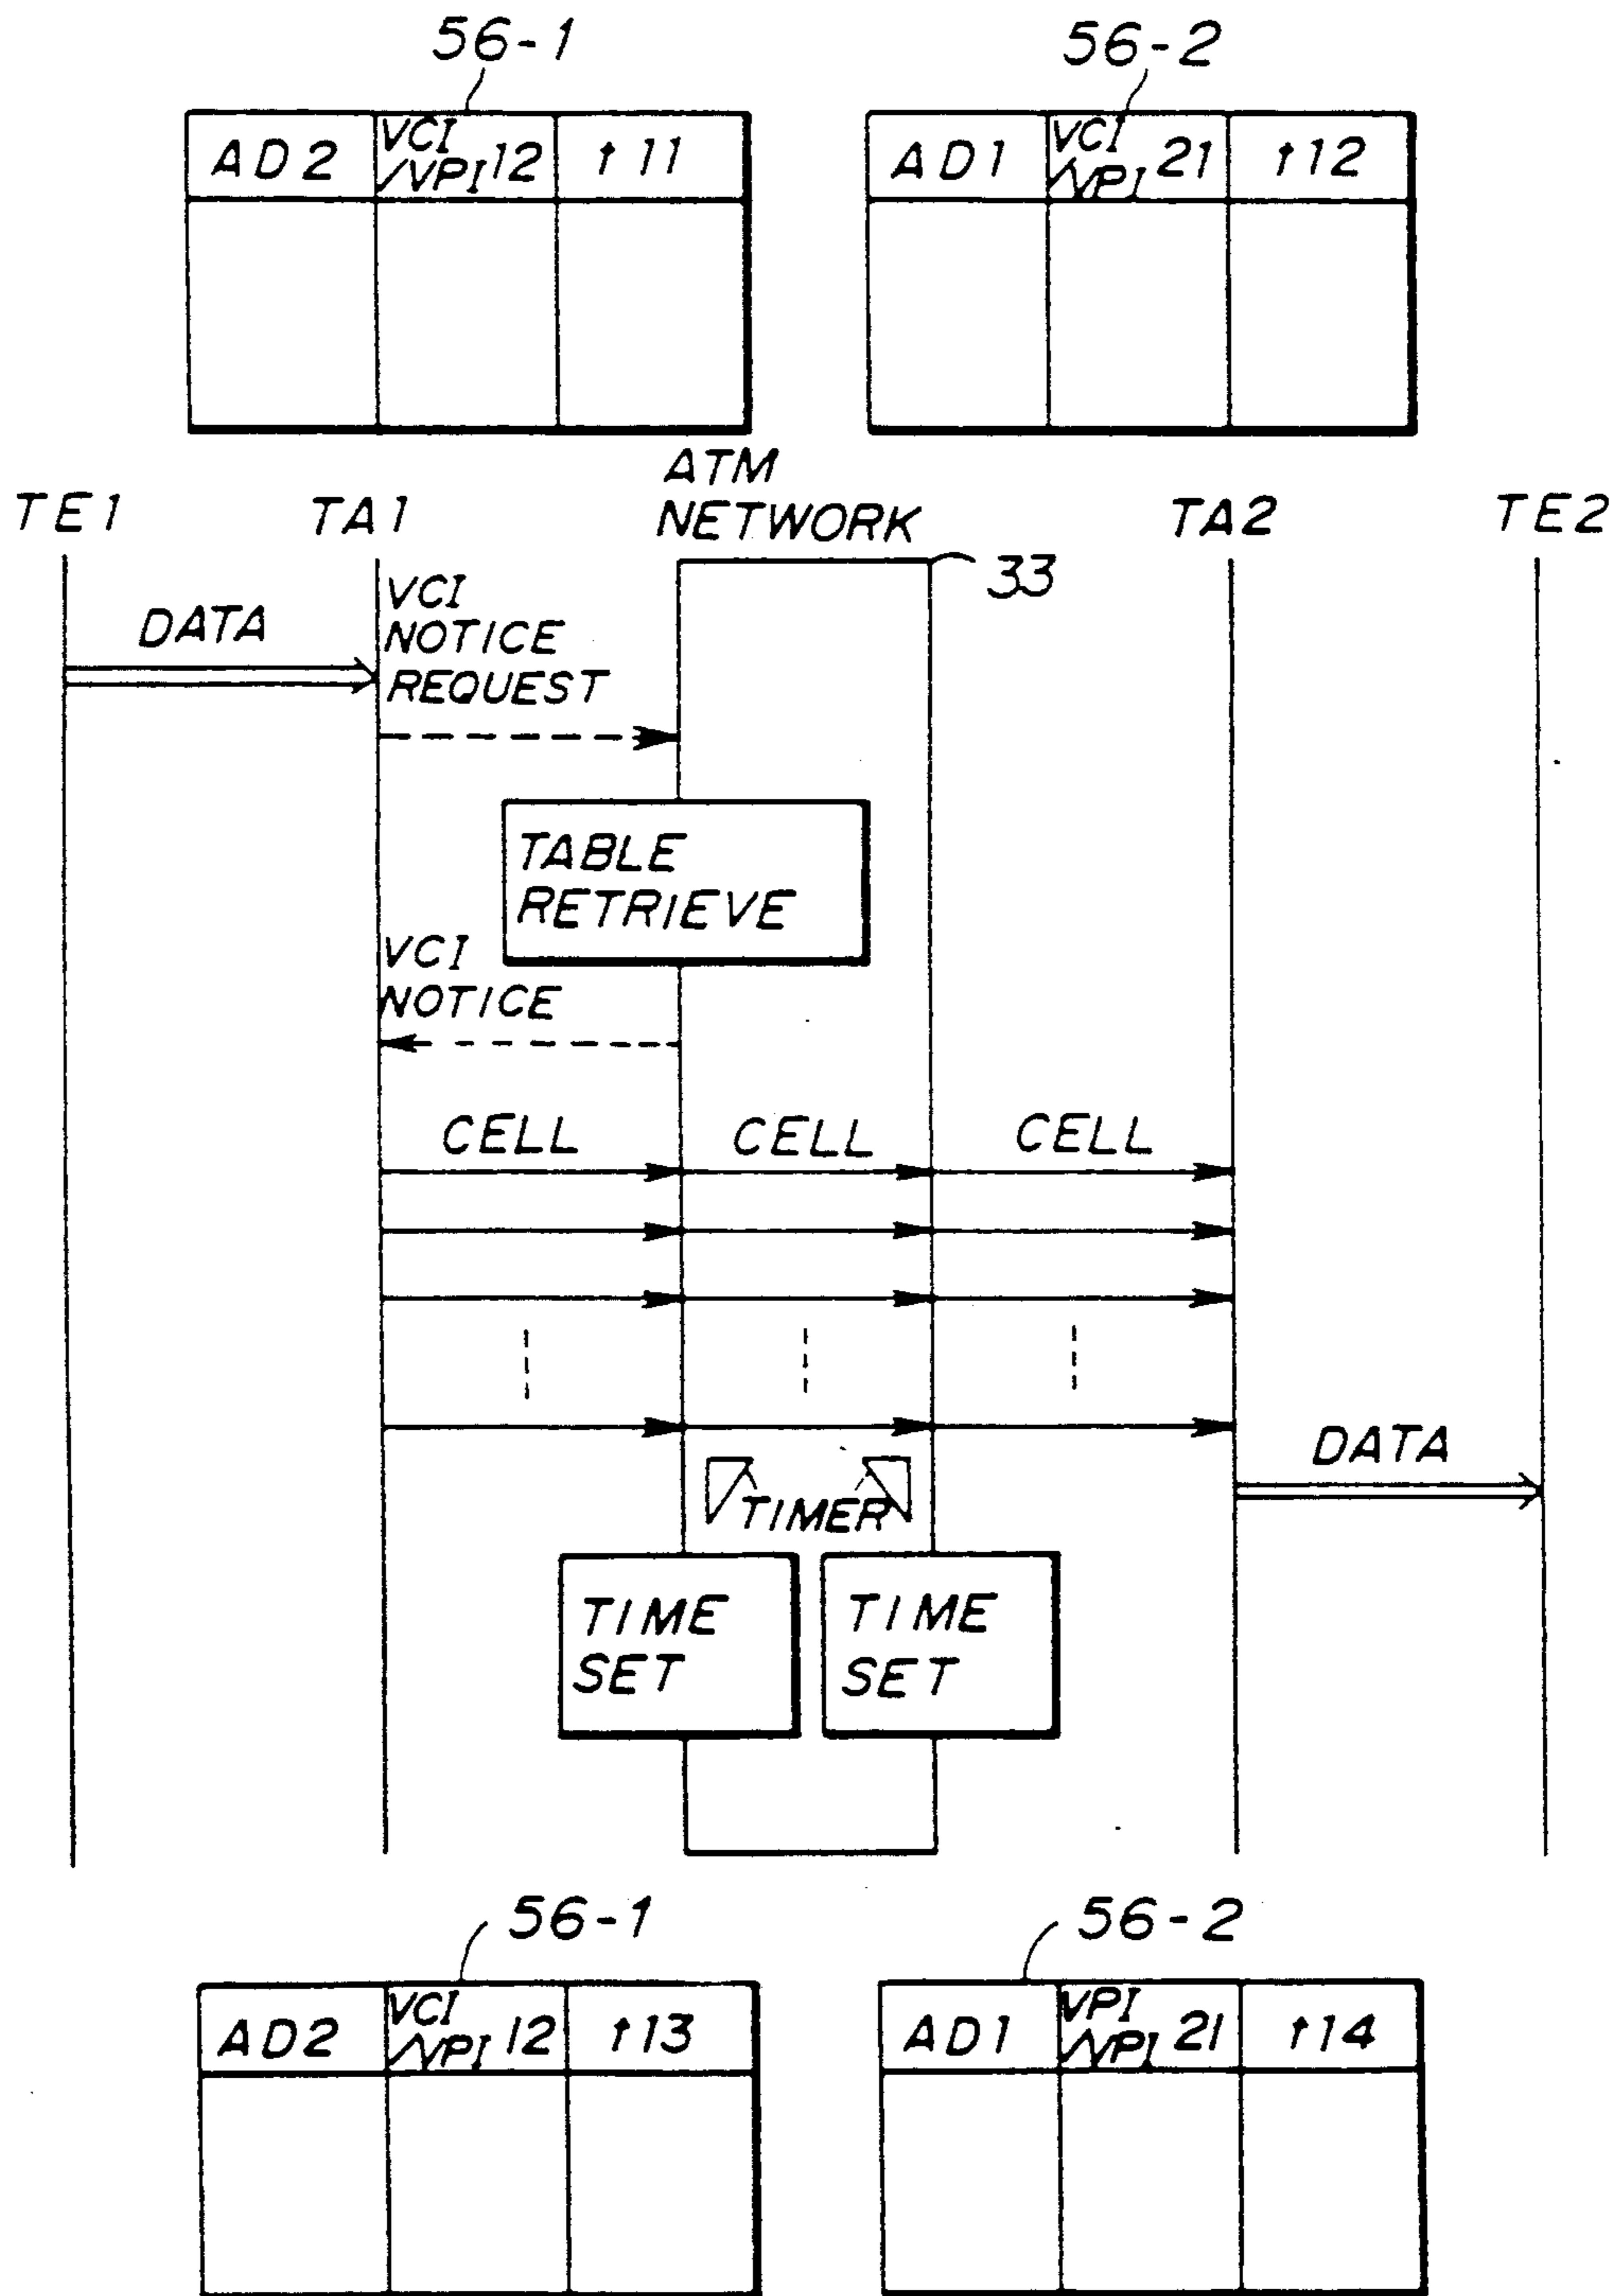 56-1
56-2
AD2
VCI
/VPI 12
t11
AD1
VCI
/VPI 21
t12
TE1
TA1
ATM
NETWORK
TA2
TE2
33
DATA
VCI
NOTICE
REQUEST
TABLE
RETRIEVE
VCI
NOTICE
CELL
CELL
CELL
DATA
TIMER
TIME
SET
TIME
SET
56-1
56-2
AD2
VCI
/VPI 12
t13
AD1
VPI
/VPI 21
t14